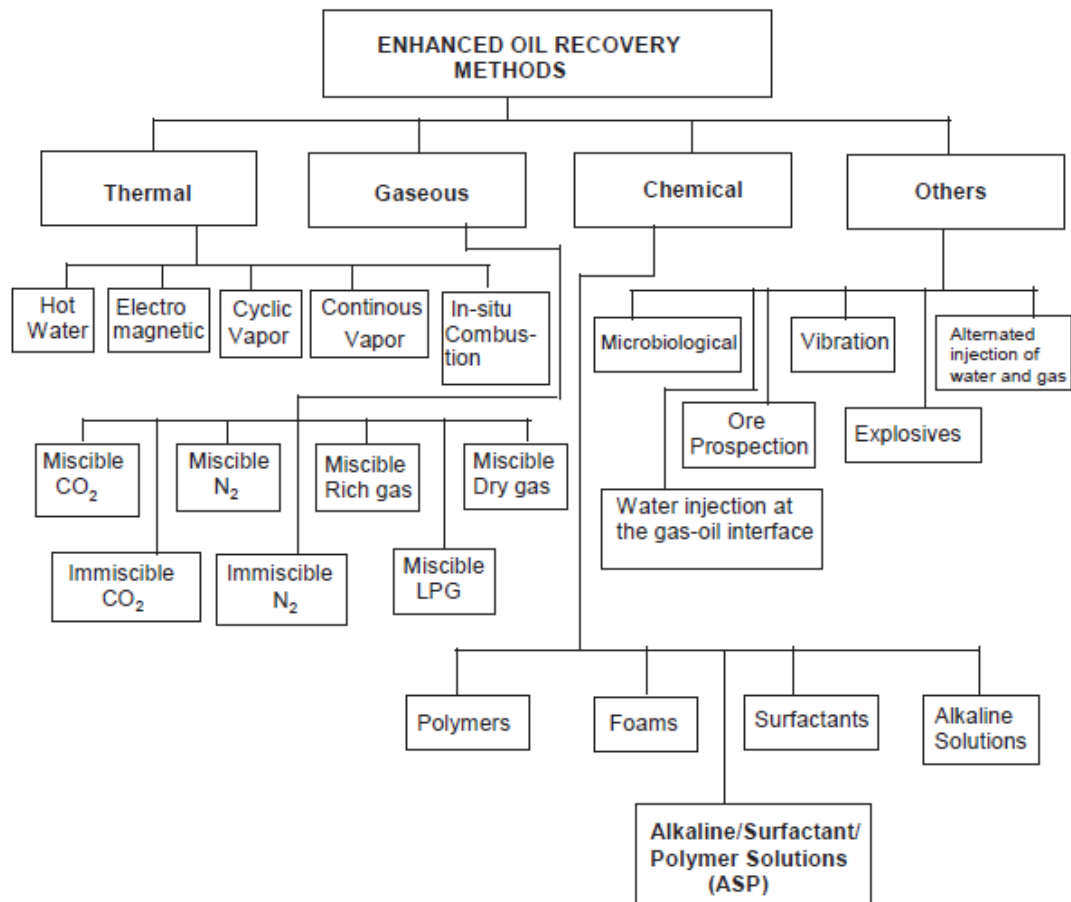 ENHANCED OIL RECOVERY
METHODS
Thermal
Gaseous
Chemical
Others
Hot
Water
Electro
magnetic
Cyclic
Vapor
Continous
Vapor
In-situ
Combus-
tion
Microbiological
Vibration
Alternated
injection of
water and gas
Ore
Prospection
Explosives
Water injection at
the gas-oil interface
Miscible
CO₂
Miscible
N₂
Miscible
Rich gas
Miscible
Dry gas
Immiscible
CO₂
Immiscible
N₂
Miscible
LPG
Polymers
Foams
Surfactants
Alkaline
Solutions
Alkaline/Surfactant/
Polymer Solutions
(ASP)